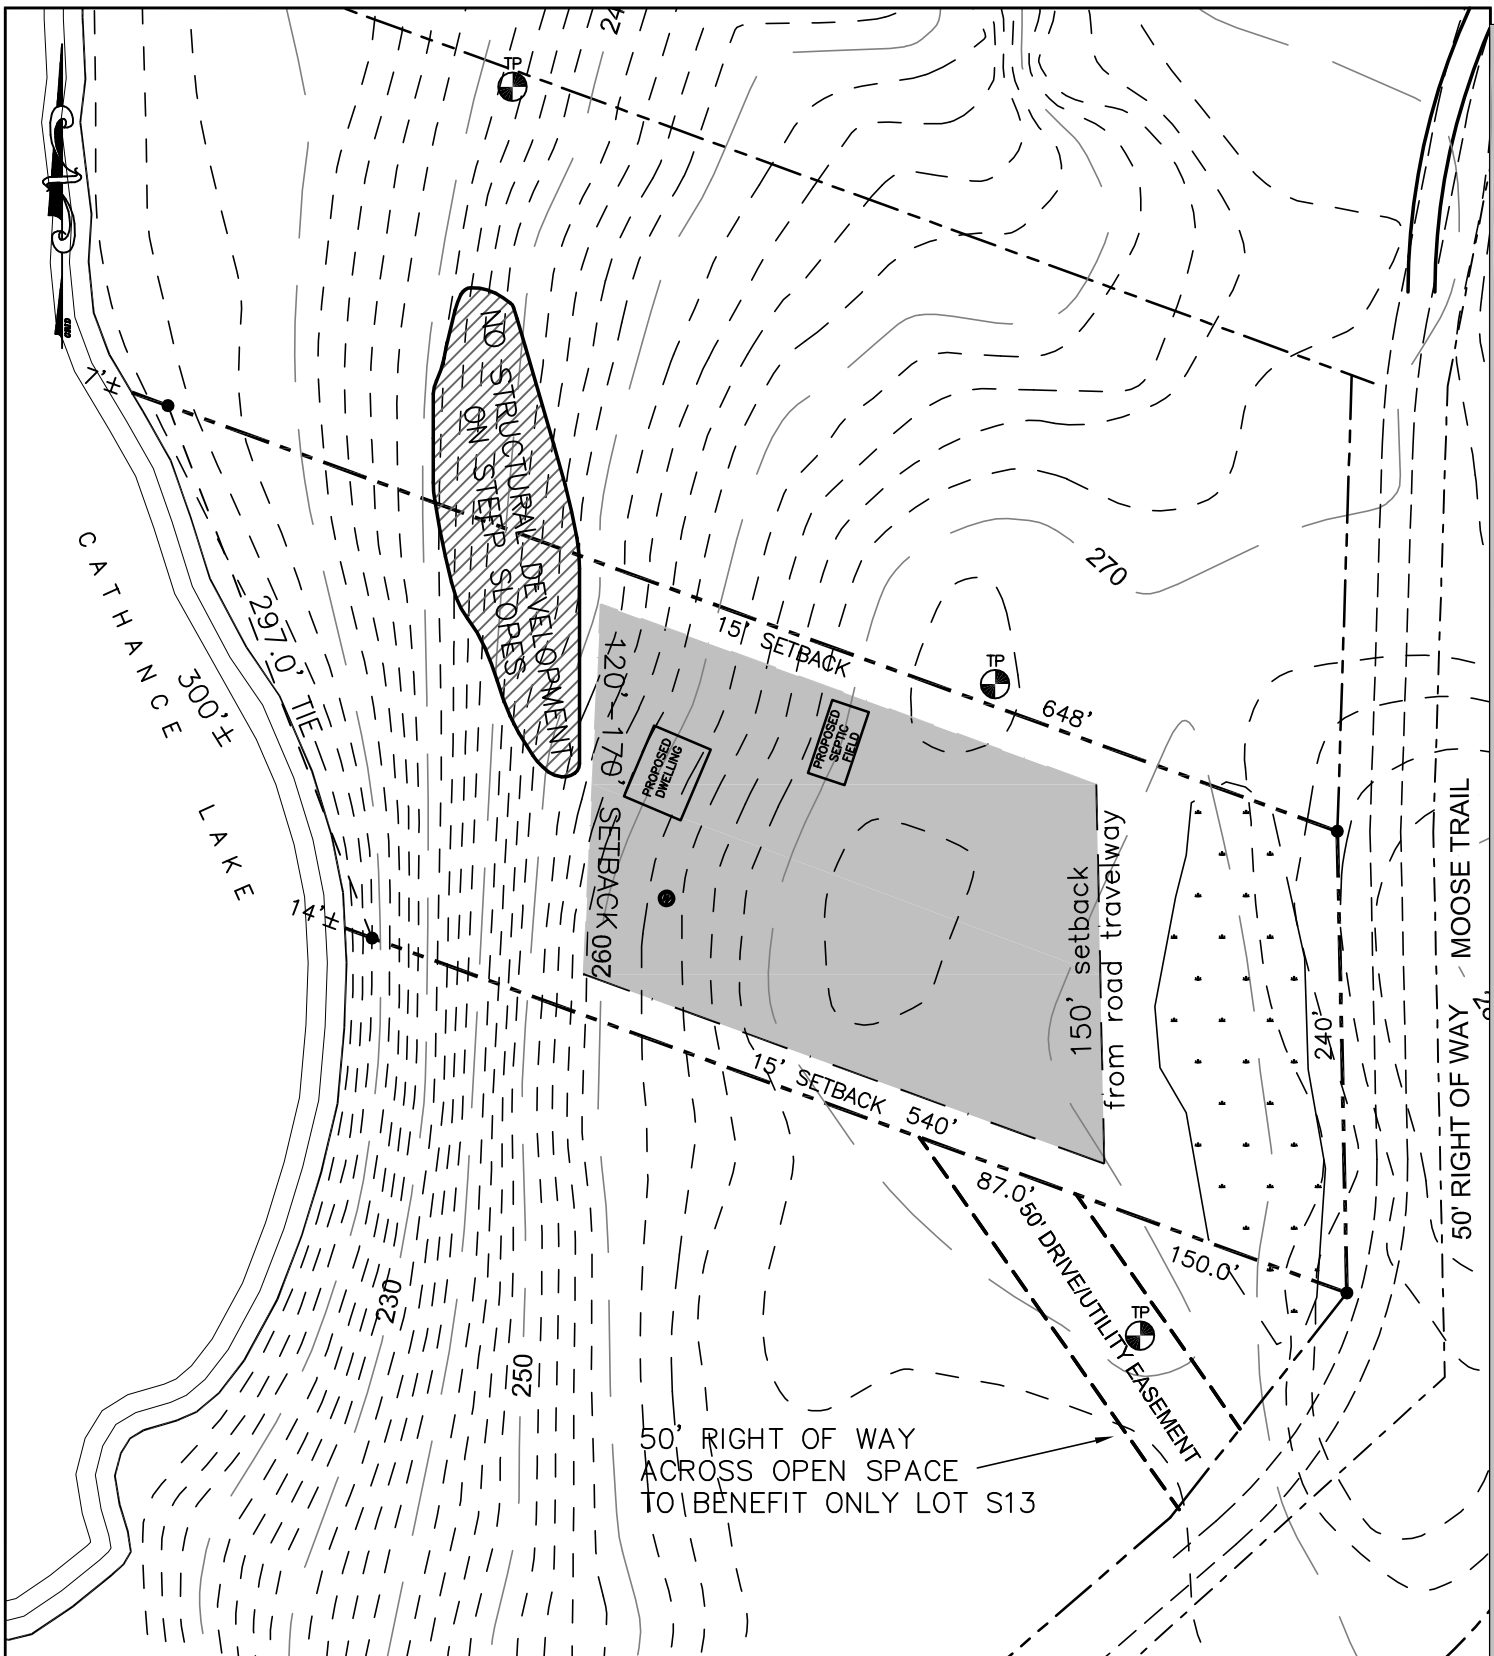 24
TP
GRID
7'±
NO STRUCTURAL DEVELOPMENT
ON STEEP SLOPES
CATHANCE LAKE
297.0' TIE
300'±
14'±
270
15' SETBACK
TP
648'
120'-170' SETBACK
260
PROPOSED
DWELLING
PROPOSED
SEPTIC
FIELD
150' setback
from road travelway
240'
50' RIGHT OF WAY MOOSE TRAIL
15' SETBACK
540'
87.0'
150.0'
50' DRIVE/UTILITY EASEMENT
TP
230
250
50' RIGHT OF WAY
ACROSS OPEN SPACE
TO BENEFIT ONLY LOT S13